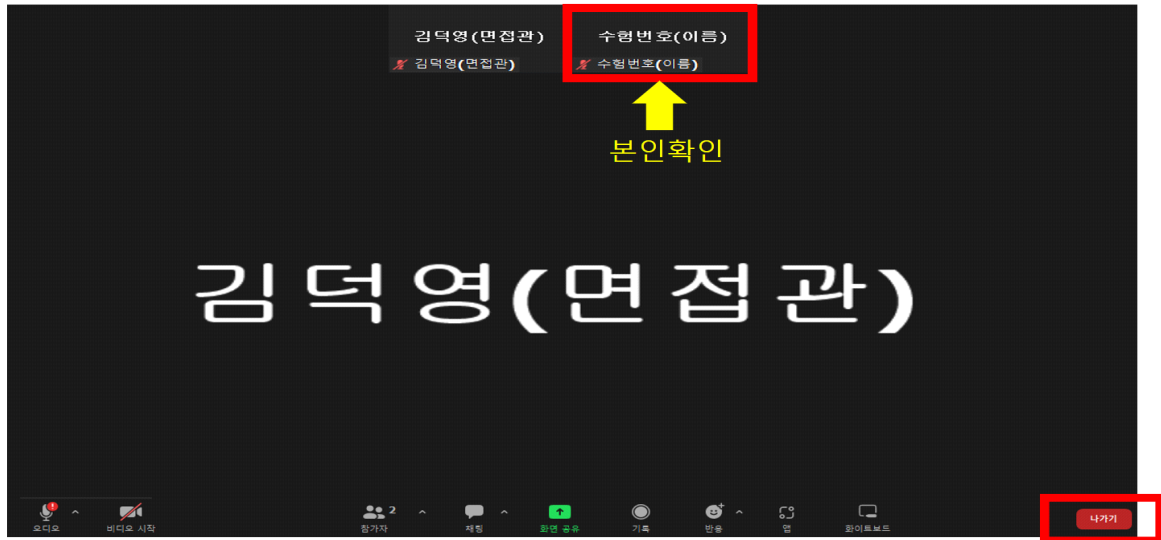 김덕영(면접관) 수험번호(이름)
김덕영(면접관) 수험번호(이름)
본인확인
김덕영(면접관)
2
오디오 비디오 시작 참가자 채팅 화면 공유 기록 반응 앱 화이트보드 나가기